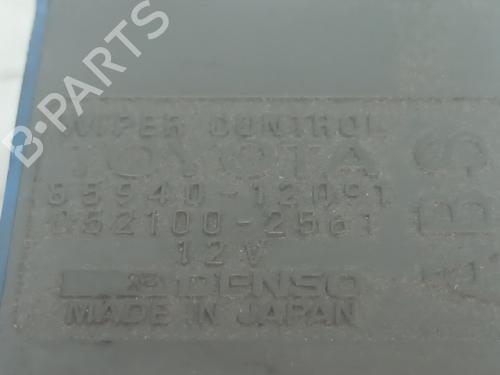 WIPER CONTROL
TOYOTA
85940-12091
052100-2561
12V
DENSO
MADE IN JAPAN
B-PARTS